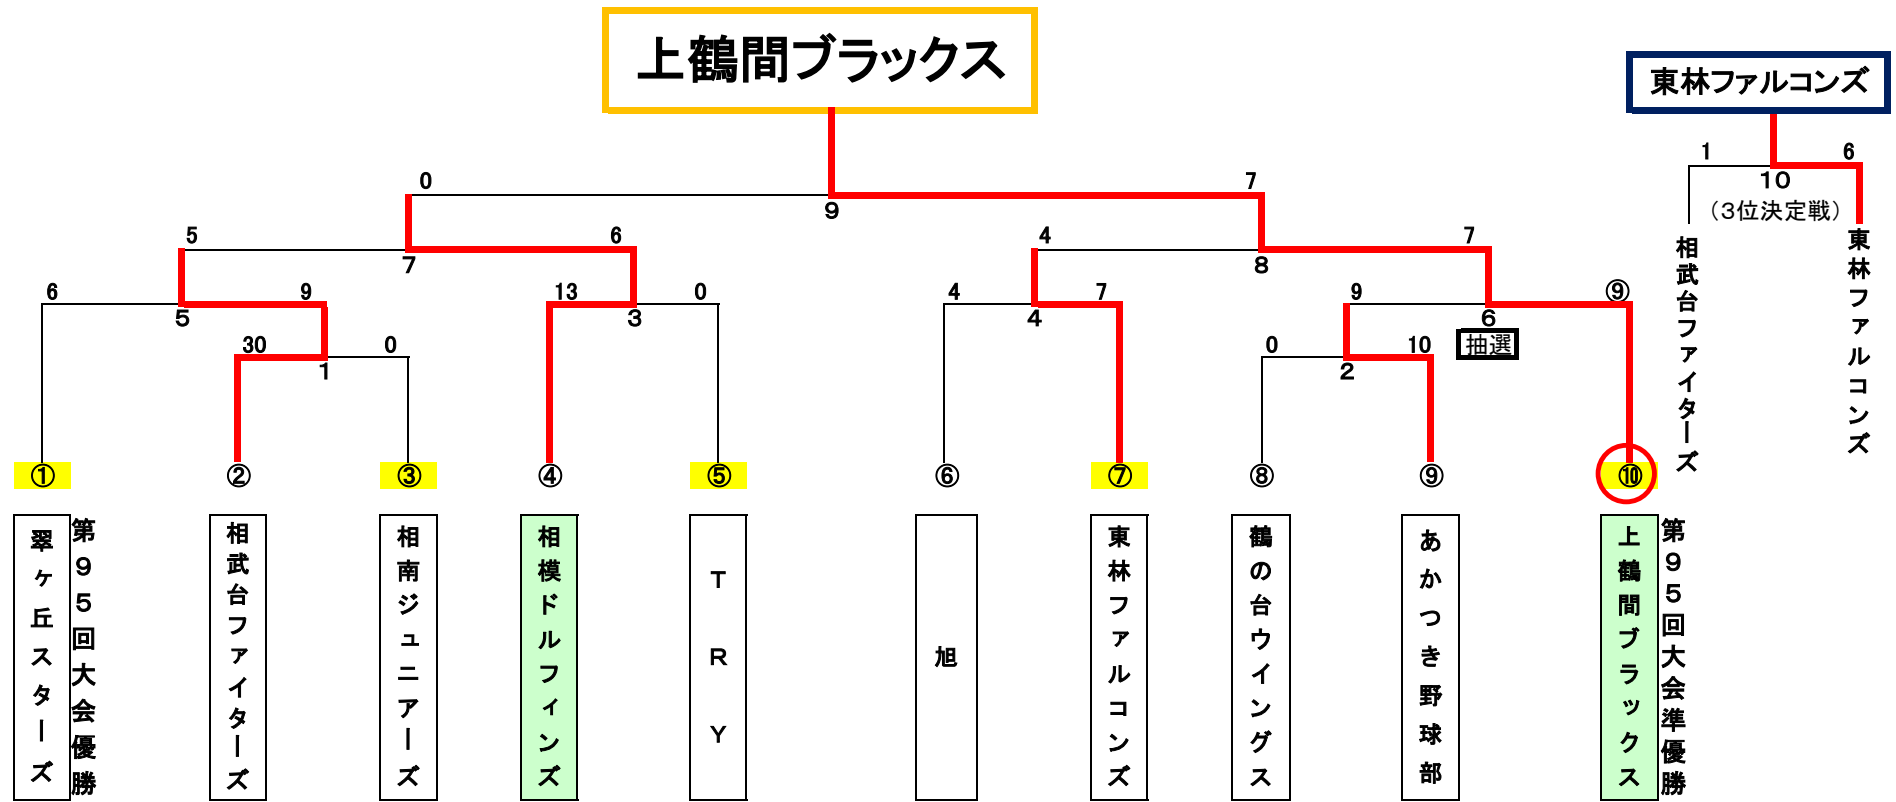 上鶴間ブラックス
東林ファルコンズ
1 6
10
（3位決定戦）
相武台ファイターズ
東林ファルコンズ
0 7
9
5 6
7
4 7
8
6 9
5
13 0
3
4 7
4
9 ⑨
6
抽選
30 0
1
0 10
2
① ② ③ ④ ⑤ ⑥ ⑦ ⑧ ⑨ ⑩
翠ヶ丘スターズ
第95回大会優勝
相武台ファイターズ
相南ジュニアーズ
相模ドルフィンズ
TRY
旭
東林ファルコンズ
鶴の台ウイングス
あかつき野球部
上鶴間ブラックス
第95回大会準優勝